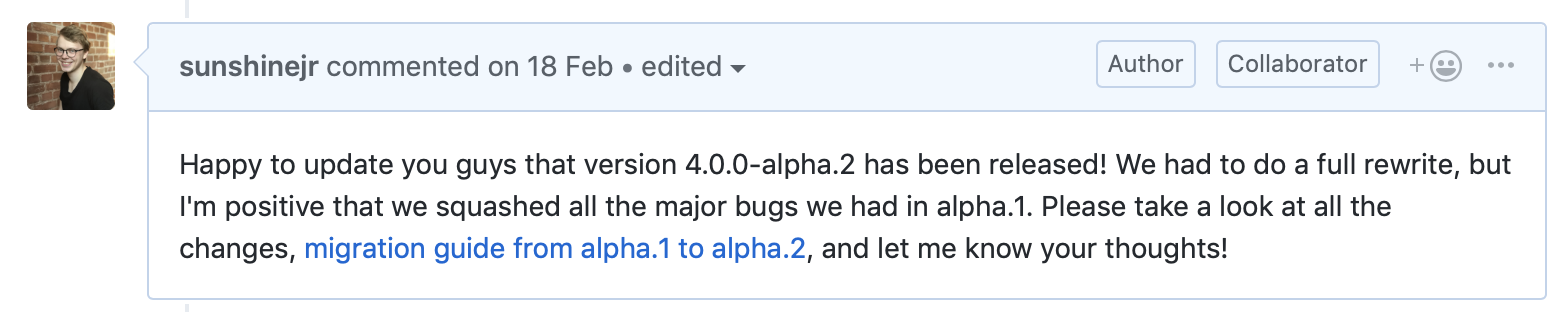 sunshinejr commented on 18 Feb • edited
Author
Collaborator
Happy to update you guys that version 4.0.0-alpha.2 has been released! We had to do a full rewrite, but
I'm positive that we squashed all the major bugs we had in alpha.1. Please take a look at all the
changes, migration guide from alpha.1 to alpha.2, and let me know your thoughts!